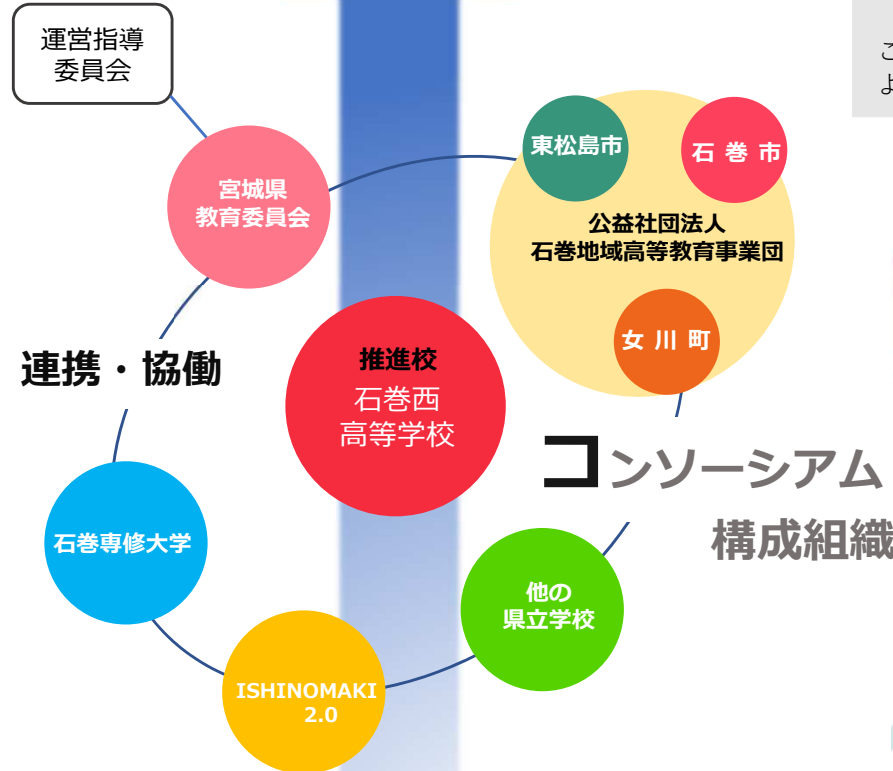 運営指導
委員会
こ
よ
東松島市
石巻市
宮城県
教育委員会
公益社団法人
石巻地域高等教育事業団
女川町
連携・協働
推進校
石巻西
高等学校
コンソーシアム
構成組織
石巻専修大学
他の
県立学校
ISHINOMAKI
2.0